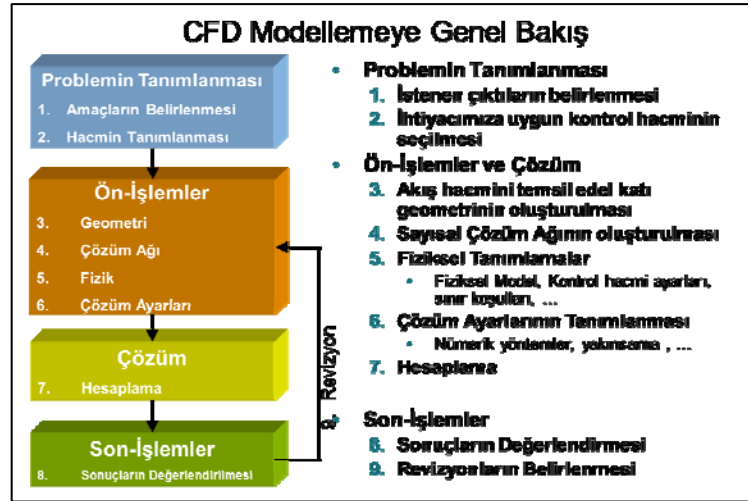 CFD Modellemeye Genel Bakış
Problemin Tanımlanması
1. Amaçların Belirlenmesi
2. Hacmin Tanımlanması
Ön-İşlemler
3. Geometri
4. Çözüm Ağı
5. Fizik
6. Çözüm Ayarları
Çözüm
7. Hesaplama
Son-İşlemler
8. Sonuçların Değerlendirilmesi
9. Revizyon
• Problemin Tanımlanması
1. İstenen çıktıların belirlenmesi
2. İhtiyacımıza uygun kontrol hacminin
seçilmesi
• Ön-İşlemler ve Çözüm
3. Akış hacmini temsil edel katı
geometrinin oluşturulması
4. Sayısal Çözüm Ağının oluşturulması
5. Fiziksel Tanımlamalar
• Fiziksel Model, Kontrol hacmi ayarları,
sınır koşulları, …
6. Çözüm Ayarlarının Tanımlanması
• Nümerik yöntemler, yakınsama , …
7. Hesaplama
• Son-İşlemler
8. Sonuçların Değerlendirmesi
9. Revizyonların Belirlenmesi